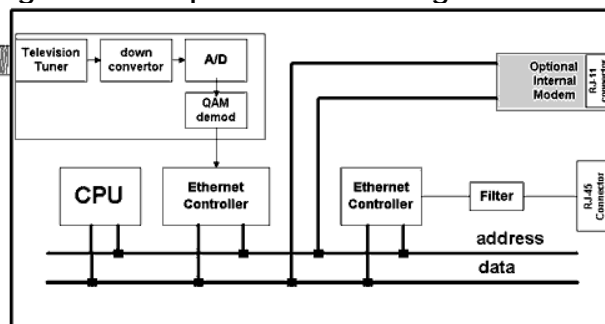 Television
Tuner
down
convertor
A/D
QAM
demod
Optional
Internal
Modem
RJ-11
connector
CPU
Ethernet
Controller
Ethernet
Controller
Filter
RJ-45
Connector
address
data